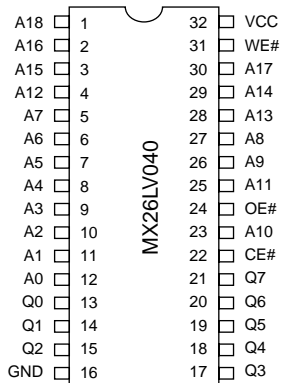 A18 1 32 VCC
A16 2 31 WE#
A15 3 30 A17
A12 4 29 A14
A7 5 28 A13
A6 6 27 A8
A5 7 26 A9
A4 8 25 A11
A3 9 24 OE#
A2 10 23 A10
A1 11 22 CE#
A0 12 21 Q7
Q0 13 20 Q6
Q1 14 19 Q5
Q2 15 18 Q4
GND 16 17 Q3
MX26LV040